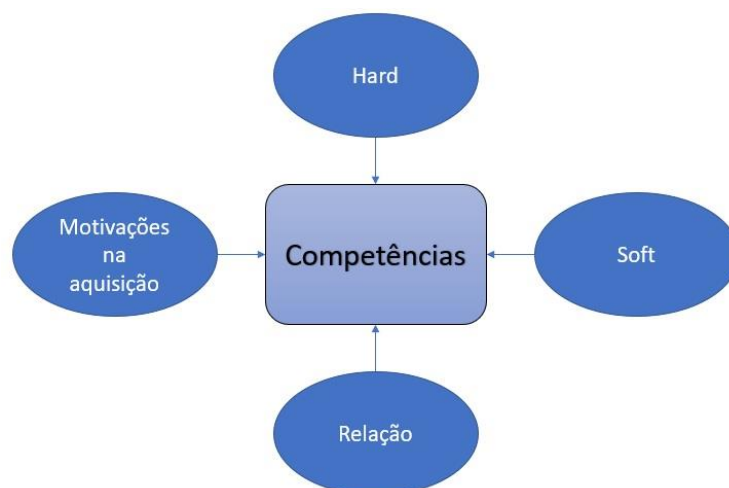 Hard
Motivações
na
aquisição
Competências
Soft
Relação